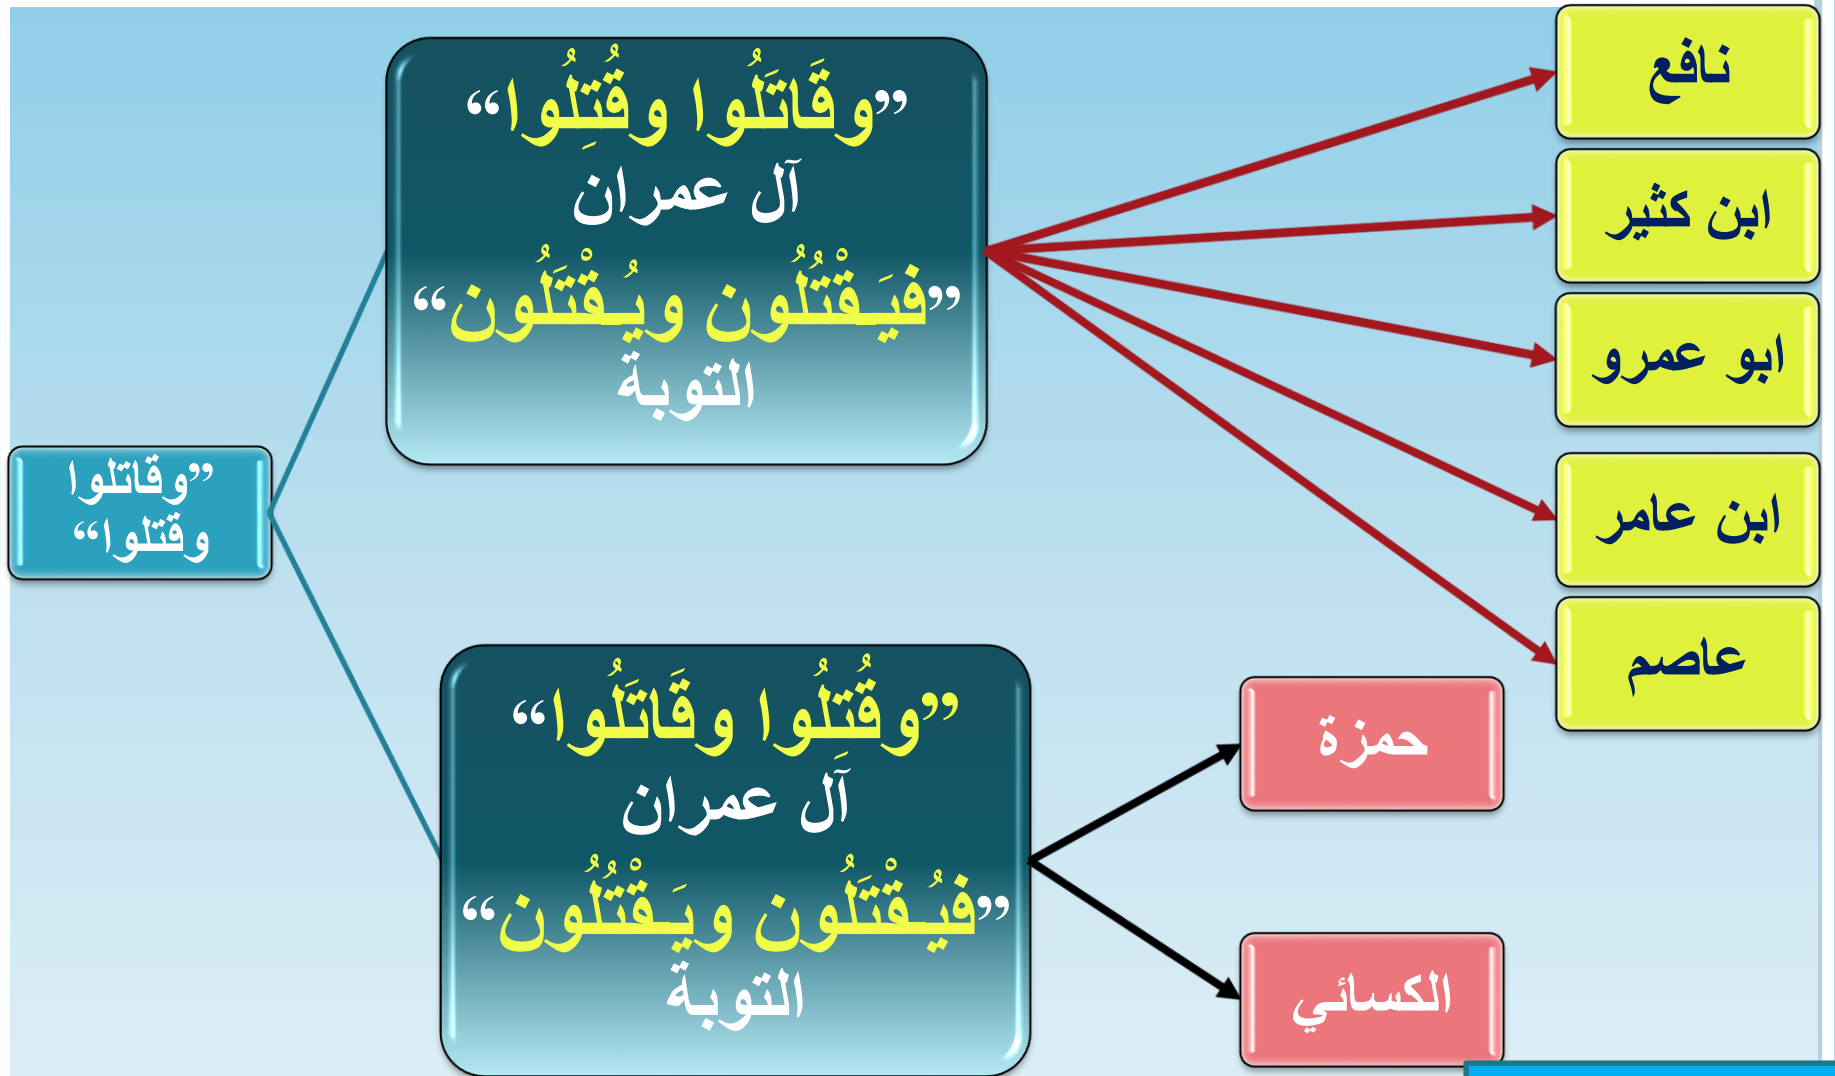 ”وقاتلوا
وقتلوا“
”وقَاتَلُوا وقُتِلُوا“
آل عمران
”فيَـقْتُلُون ويُـقْتَلُون“
التوبة
نافع
ابن كثير
ابو عمرو
ابن عامر
عاصم
”وقُتِلُوا وقَاتَلُوا“
آل عمران
”فيُـقْتَلُون ويَـقْتُلُون“
التوبة
حمزة
الكسائي